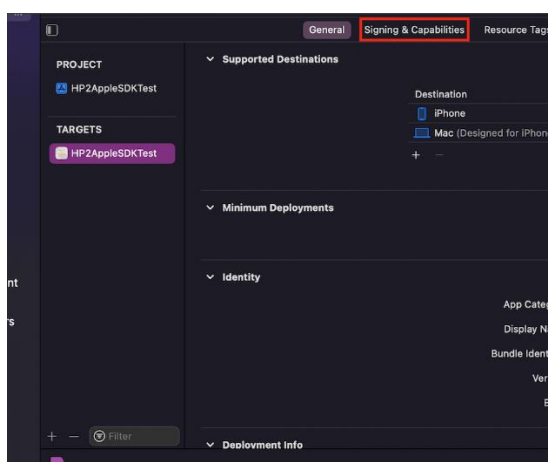 General Signing & Capabilities Resource Tags
PROJECT
HP2AppleSDKTest
TARGETS
HP2AppleSDKTest
Supported Destinations
Destination
iPhone
Mac (Designed for iPhon
+ −
Minimum Deployments
Identity
App Categ
Display N
Bundle Ident
Ver
B
nt
rs
+ − Filter
Deployment Info